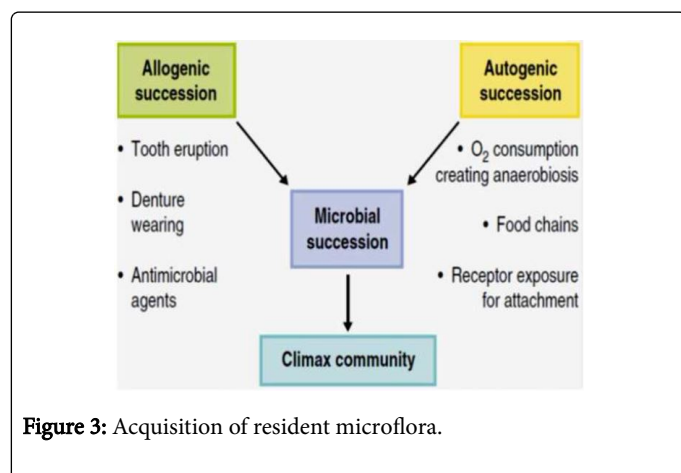 Allogenic
succession
Autogenic
succession
• Tooth eruption
• Denture
wearing
• Antimicrobial
agents
• O₂ consumption
creating anaerobiosis
• Food chains
• Receptor exposure
for attachment
Microbial
succession
Climax community
Figure 3: Acquisition of resident microflora.